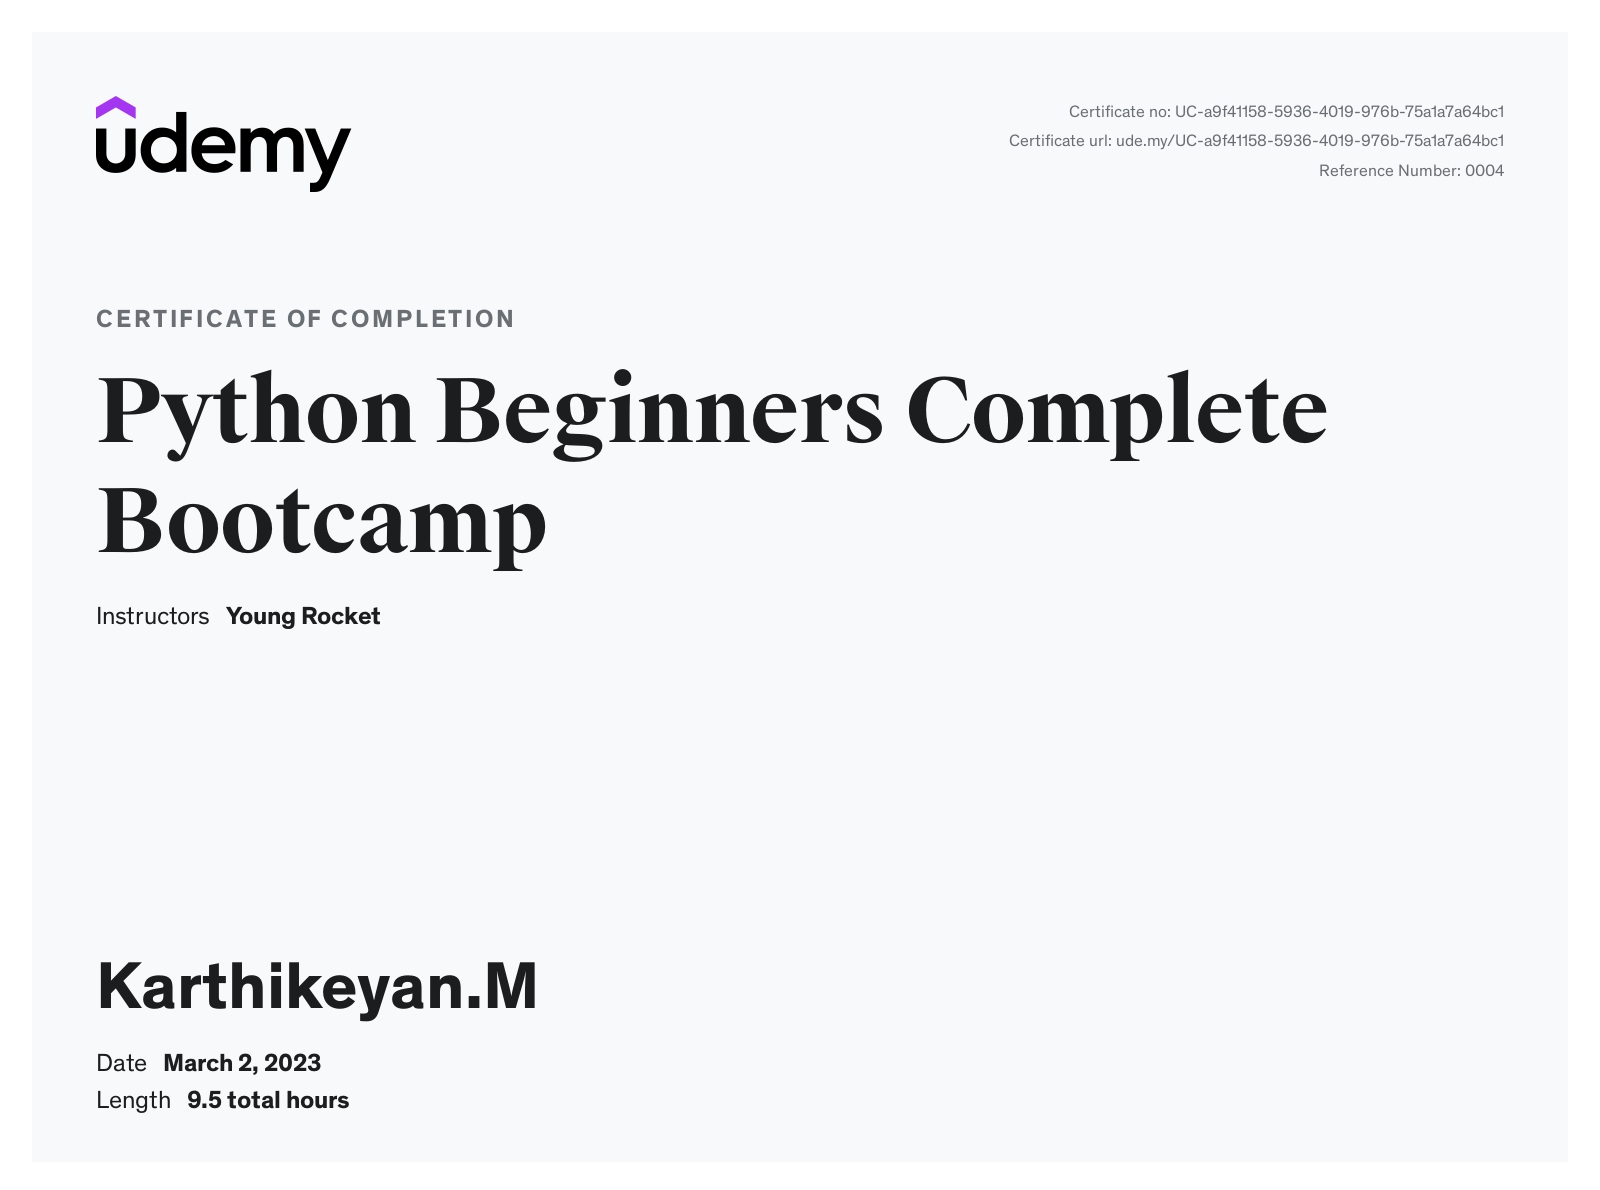 udemy
Certificate no: UC-a9f41158-5936-4019-976b-75a1a7a64bc1
Certificate url: ude.my/UC-a9f41158-5936-4019-976b-75a1a7a64bc1
Reference Number: 0004
CERTIFICATE OF COMPLETION
Python Beginners Complete
Bootcamp
Instructors Young Rocket
Karthikeyan.M
Date March 2, 2023
Length 9.5 total hours